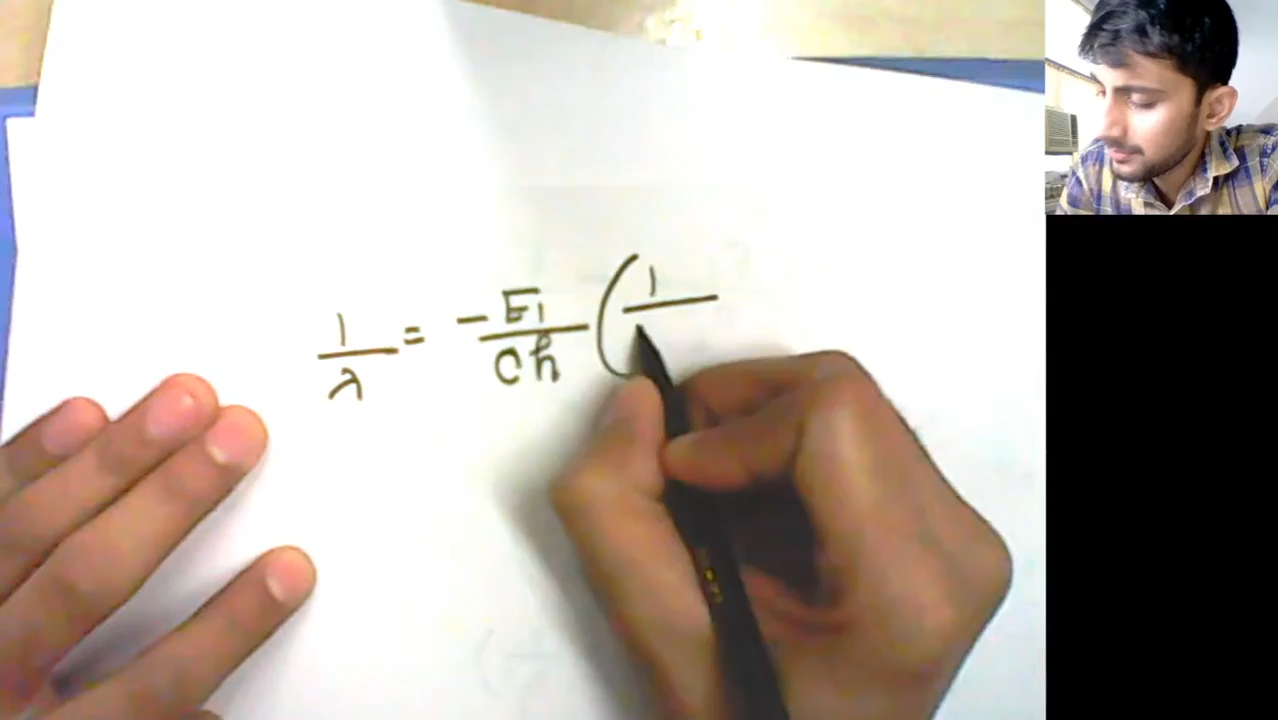 1/λ = -E1/Ch (1/